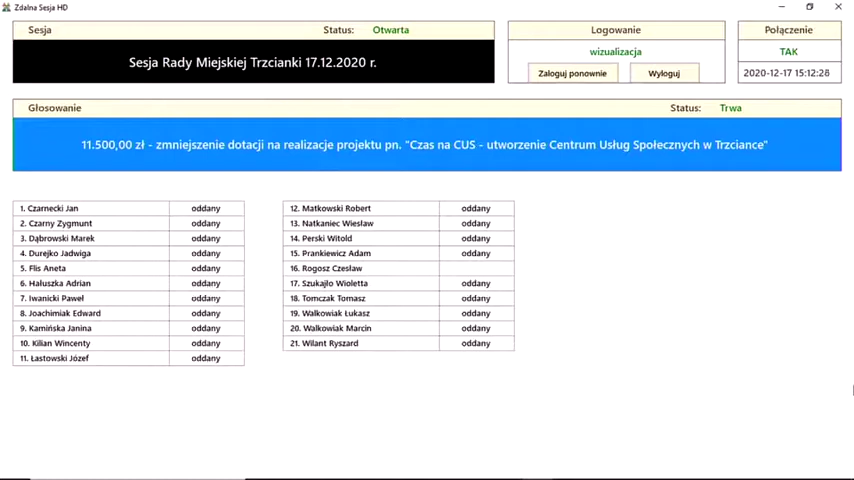 Zdalna Sesja HD
Sesja Status: Otwarta
Sesja Rady Miejskiej Trzcianki 17.12.2020 r.
Logowanie
wizualizacja
Zaloguj ponownie Wyloguj
Połączenie
TAK
2020-12-17 15:12:28
Głosowanie Status: Trwa
11.500,00 zł - zmniejszenie dotacji na realizacje projektu pn. "Czas na CUS - utworzenie Centrum Usług Społecznych w Trzciance"
1. Czarnecki Jan oddany
2. Czarny Zygmunt oddany
3. Dąbrowski Marek oddany
4. Durejko Jadwiga oddany
5. Flis Aneta oddany
6. Hałuszka Adrian oddany
7. Iwanicki Paweł oddany
8. Joachimiak Edward oddany
9. Kamińska Janina oddany
10. Kilian Wincenty oddany
11. Łastowski Józef oddany
12. Matkowski Robert oddany
13. Natkaniec Wiesław oddany
14. Perski Witold oddany
15. Prankiewicz Adam oddany
16. Rogosz Czesław
17. Szukajło Wioletta oddany
18. Tomczak Tomasz oddany
19. Walkowiak Łukasz oddany
20. Walkowiak Marcin oddany
21. Wilant Ryszard oddany